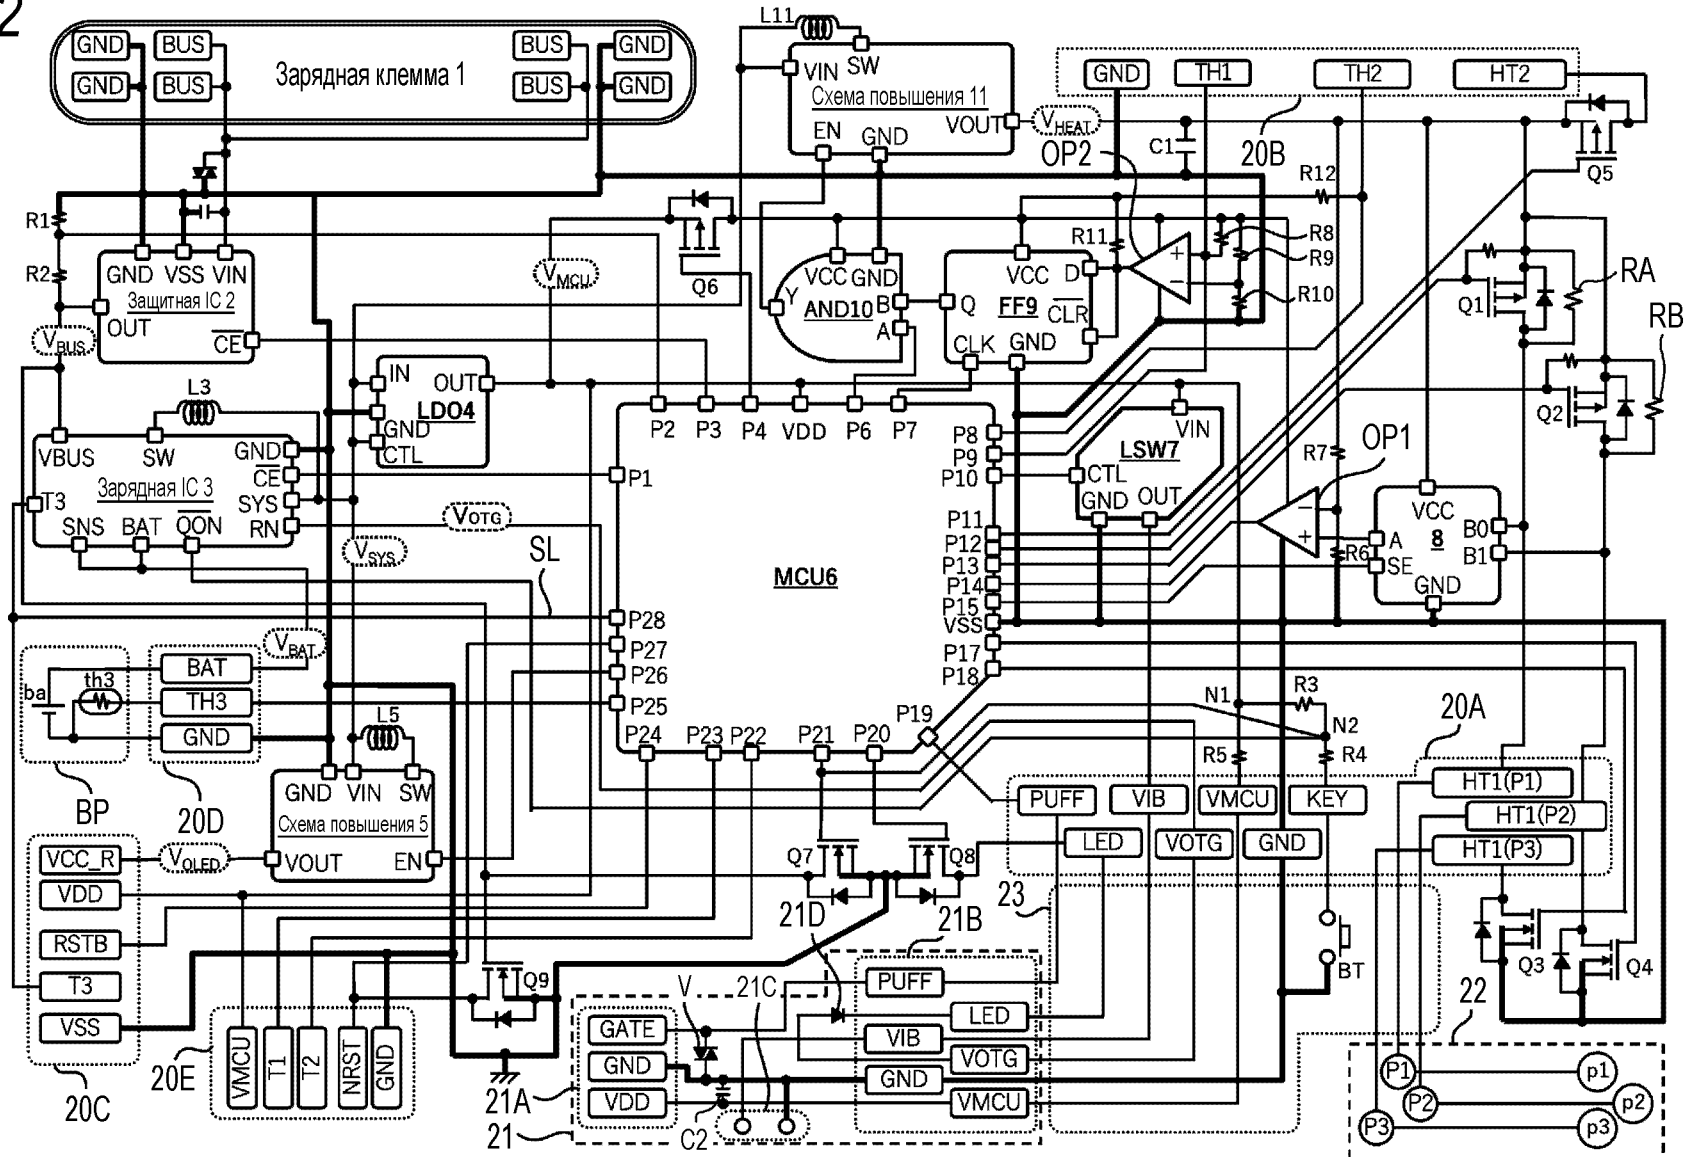 2
GND BUS BUS GND
GND BUS Зарядная клемма 1 BUS GND
L11
VIN SW
Схема повышения 11
EN GND VOUT
VHEAT
C1
OP2
GND TH1 TH2 HT2
20B
R12
Q5
R1
R2
GND VSS VIN
Защитная IC 2
OUT
CE
VBUS
VMCU
Q6
VCC GND
Y AND10 B
A
R11
VCC D
Q FF9
CLR
CLK GND
+
−
R8
R9
R10
Q1
RA
RB
Q2
L3
IN OUT
LDO4
GND
CTL
VBUS SW GND
CE
Зарядная IC 3
T3 SYS
SNS BAT QON RN
VOTG
VSYS
SL
P2 P3 P4 VDD P6 P7
P1
P8
P9
P10
P11
P12
P13
P14
P15
VSS
P17
P18
MCU6
P28
P27
P26
P25
P24 P23 P22 P21 P20 P19
VIN
LSW7
CTL
GND OUT
R7
OP1
−
+
R6
VCC
8
A B0
SE B1
GND
VBAT
ba th3
BAT
TH3
GND
BP
20D
L5
GND VIN SW
Схема повышения 5
VOUT EN
VOLED
VCC_R
VDD
RSTB
T3
VSS
20C
20E
VMCU T1 T2 NRST GND
Q9
Q7 Q8
N1 R3
N2
R5 R4
PUFF VIB VMCU KEY
LED VOTG GND
20A
HT1(P1)
HT1(P2)
HT1(P3)
23
BT
Q3 Q4
22
21D 21B
V 21C
GATE
GND
VDD
21A
21
C2
PUFF
LED
VIB
VOTG
GND
VMCU
P1 p1
P2 p2
P3 p3